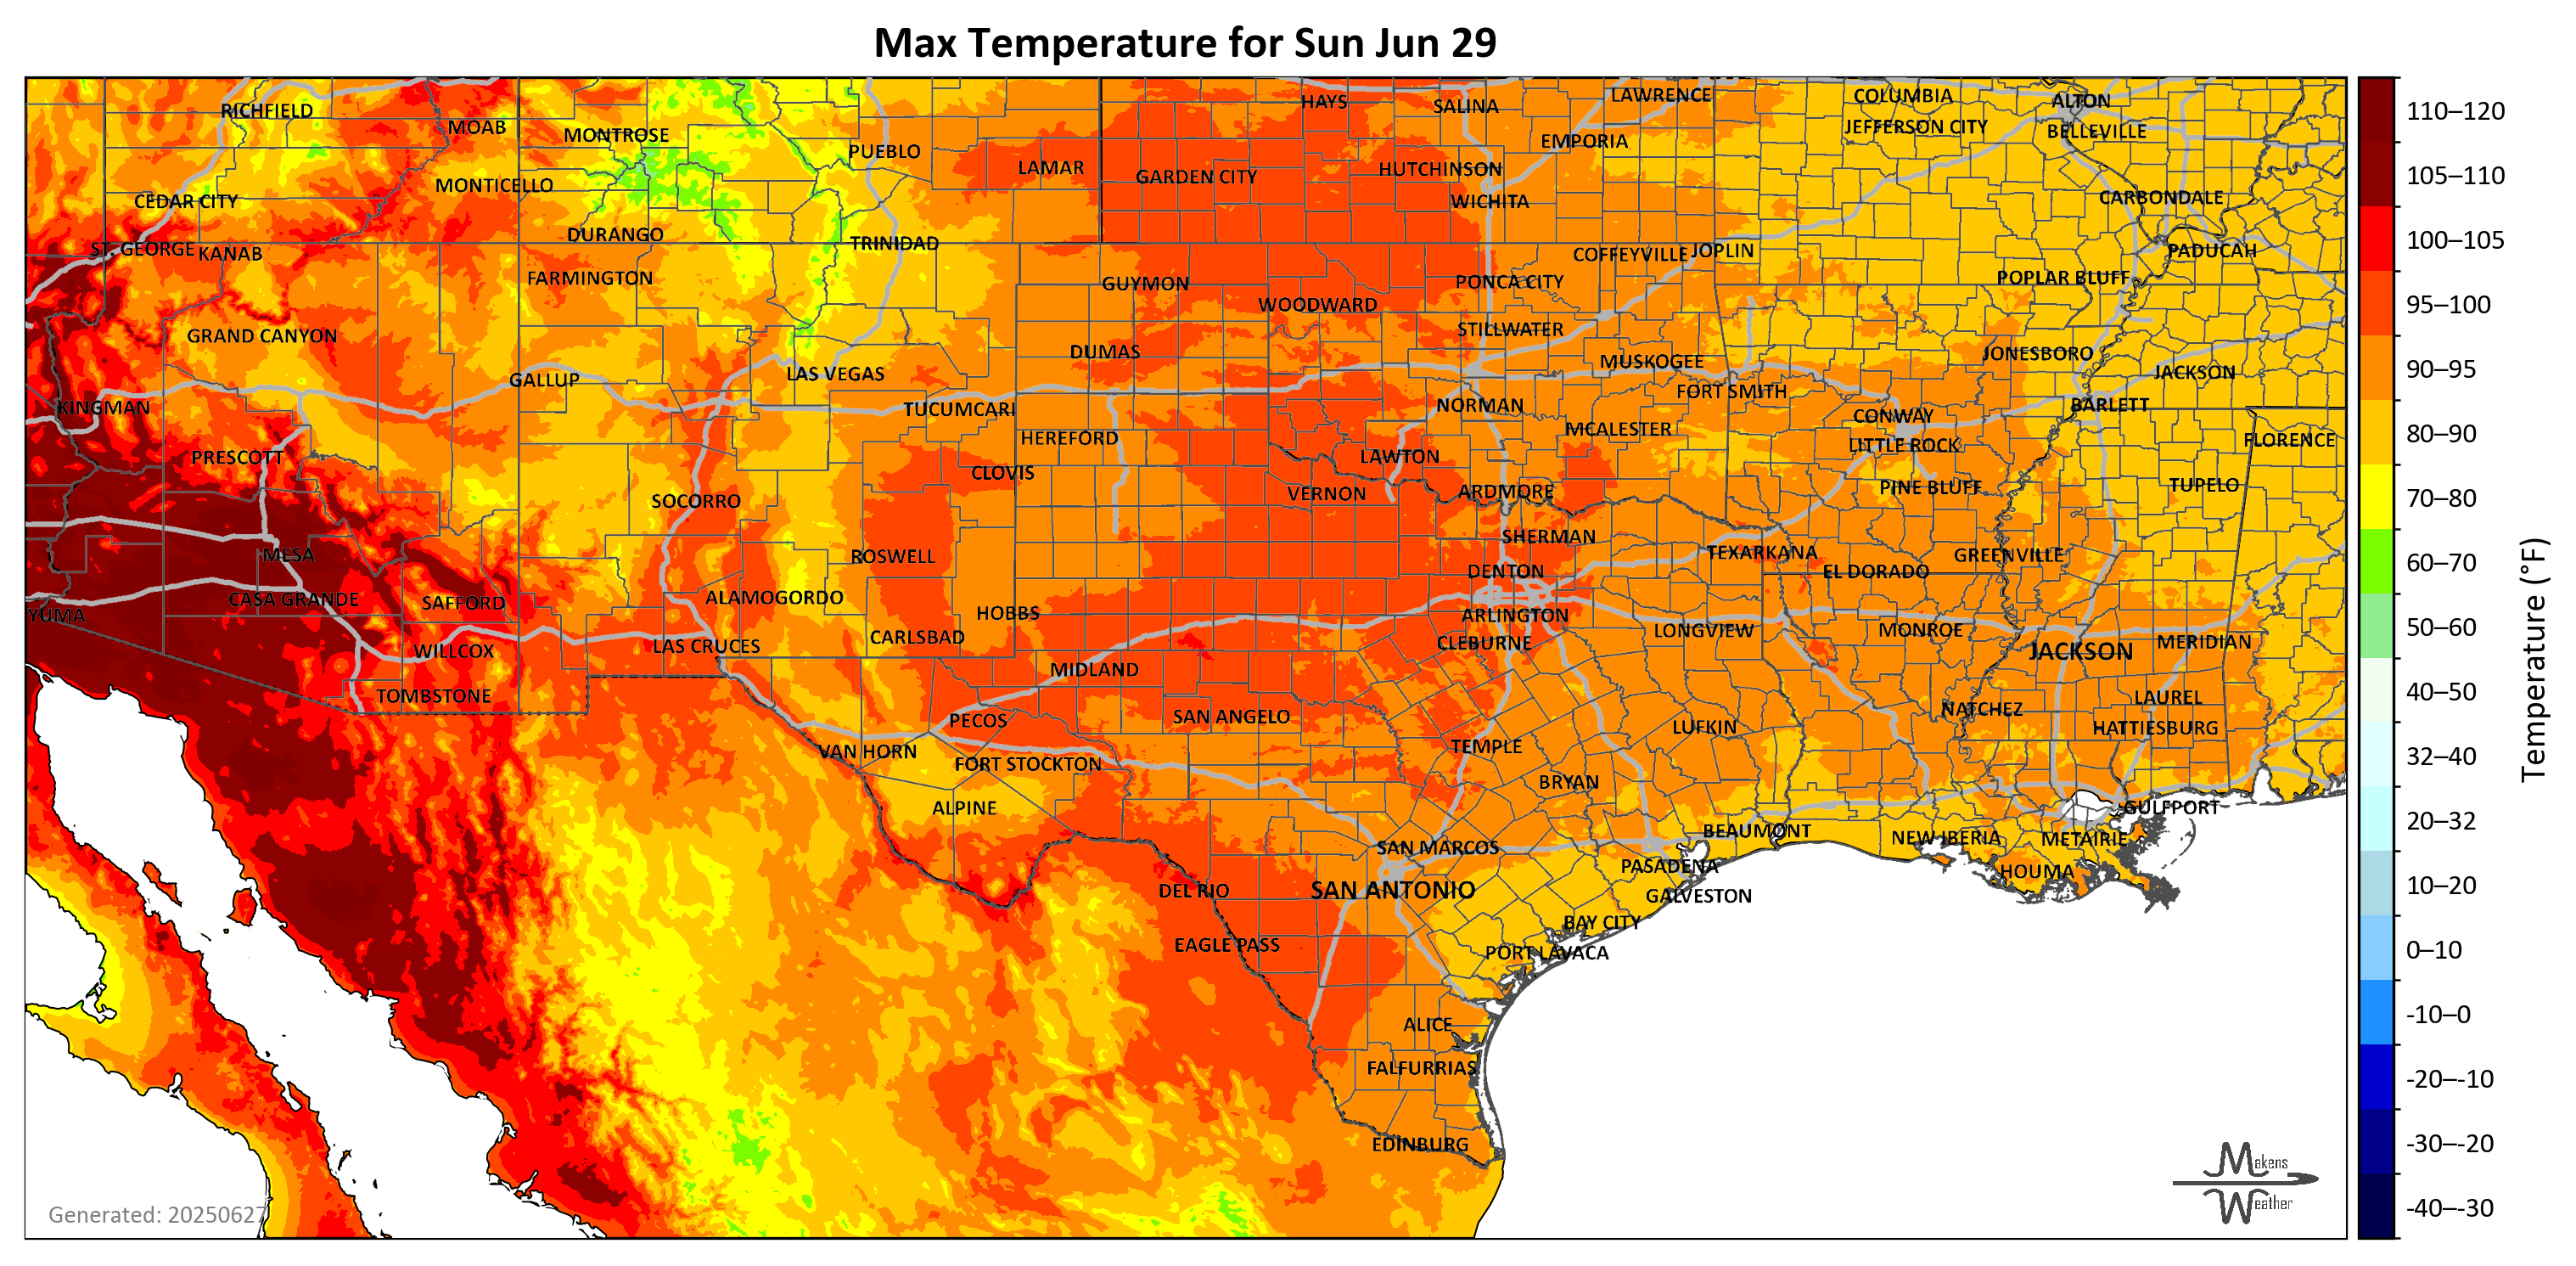 Max Temperature for Sun Jun 29
RICHFIELD
MOAB
MONTROSE
PUEBLO
LAMAR
HAYS
SALINA
LAWRENCE
COLUMBIA
ALTON
JEFFERSON CITY
BELLEVILLE
EMPORIA
HUTCHINSON
GARDEN CITY
MONTICELLO
CEDAR CITY
WICHITA
CARBONDALE
DURANGO
TRINIDAD
ST. GEORGE
KANAB
COFFEYVILLE
JOPLIN
PADUCAH
FARMINGTON
GUYMON
PONCA CITY
POPLAR BLUFF
WOODWARD
GRAND CANYON
STILLWATER
DUMAS
MUSKOGEE
JONESBORO
GALLUP
LAS VEGAS
FORT SMITH
JACKSON
KINGMAN
TUCUMCARI
NORMAN
CONWAY
BARLETT
HEREFORD
MCALESTER
LITTLE ROCK
FLORENCE
PRESCOTT
CLOVIS
LAWTON
SOCORRO
VERNON
ARDMORE
PINE BLUFF
TUPELO
MESA
ROSWELL
SHERMAN
TEXARKANA
GREENVILLE
DENTON
EL DORADO
CASA GRANDE
SAFFORD
ALAMOGORDO
YUMA
HOBBS
ARLINGTON
LONGVIEW
MONROE
CARLSBAD
CLEBURNE
JACKSON
MERIDIAN
WILLCOX
LAS CRUCES
MIDLAND
TOMBSTONE
PECOS
SAN ANGELO
LUFKIN
NATCHEZ
LAUREL
HATTIESBURG
VAN HORN
FORT STOCKTON
TEMPLE
BRYAN
ALPINE
GULFPORT
BEAUMONT
NEW IBERIA
METAIRIE
SAN MARCOS
PASADENA
HOUMA
DEL RIO
SAN ANTONIO
GALVESTON
BAY CITY
EAGLE PASS
PORT LAVACA
ALICE
FALFURRIAS
EDINBURG
Generated: 20250627
Makens
Weather
110–120
105–110
100–105
95–100
90–95
80–90
70–80
60–70
50–60
40–50
32–40
20–32
10–20
0–10
-10–0
-20–-10
-30–-20
-40–-30
Temperature (°F)